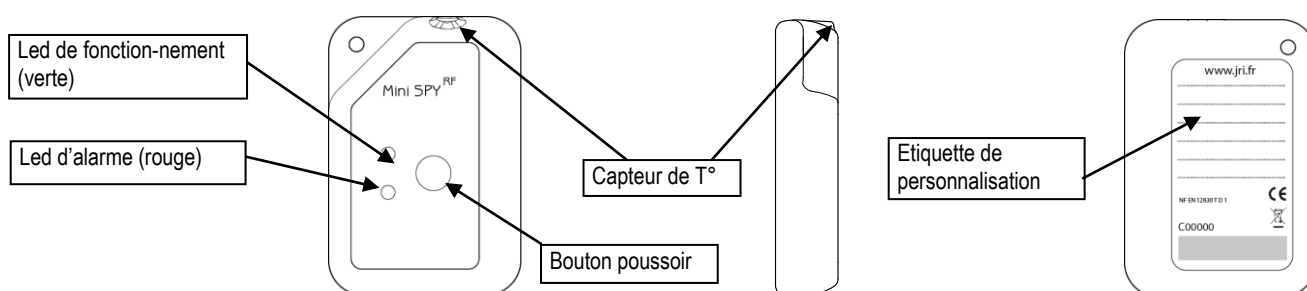 Led de fonction-nement
(verte)
Led d'alarme (rouge)
Mini SPY RF
Capteur de T°
Bouton poussoir
Etiquette de
personnalisation
www.jri.fr
NF EN 12830 T D 1
CE
C00000